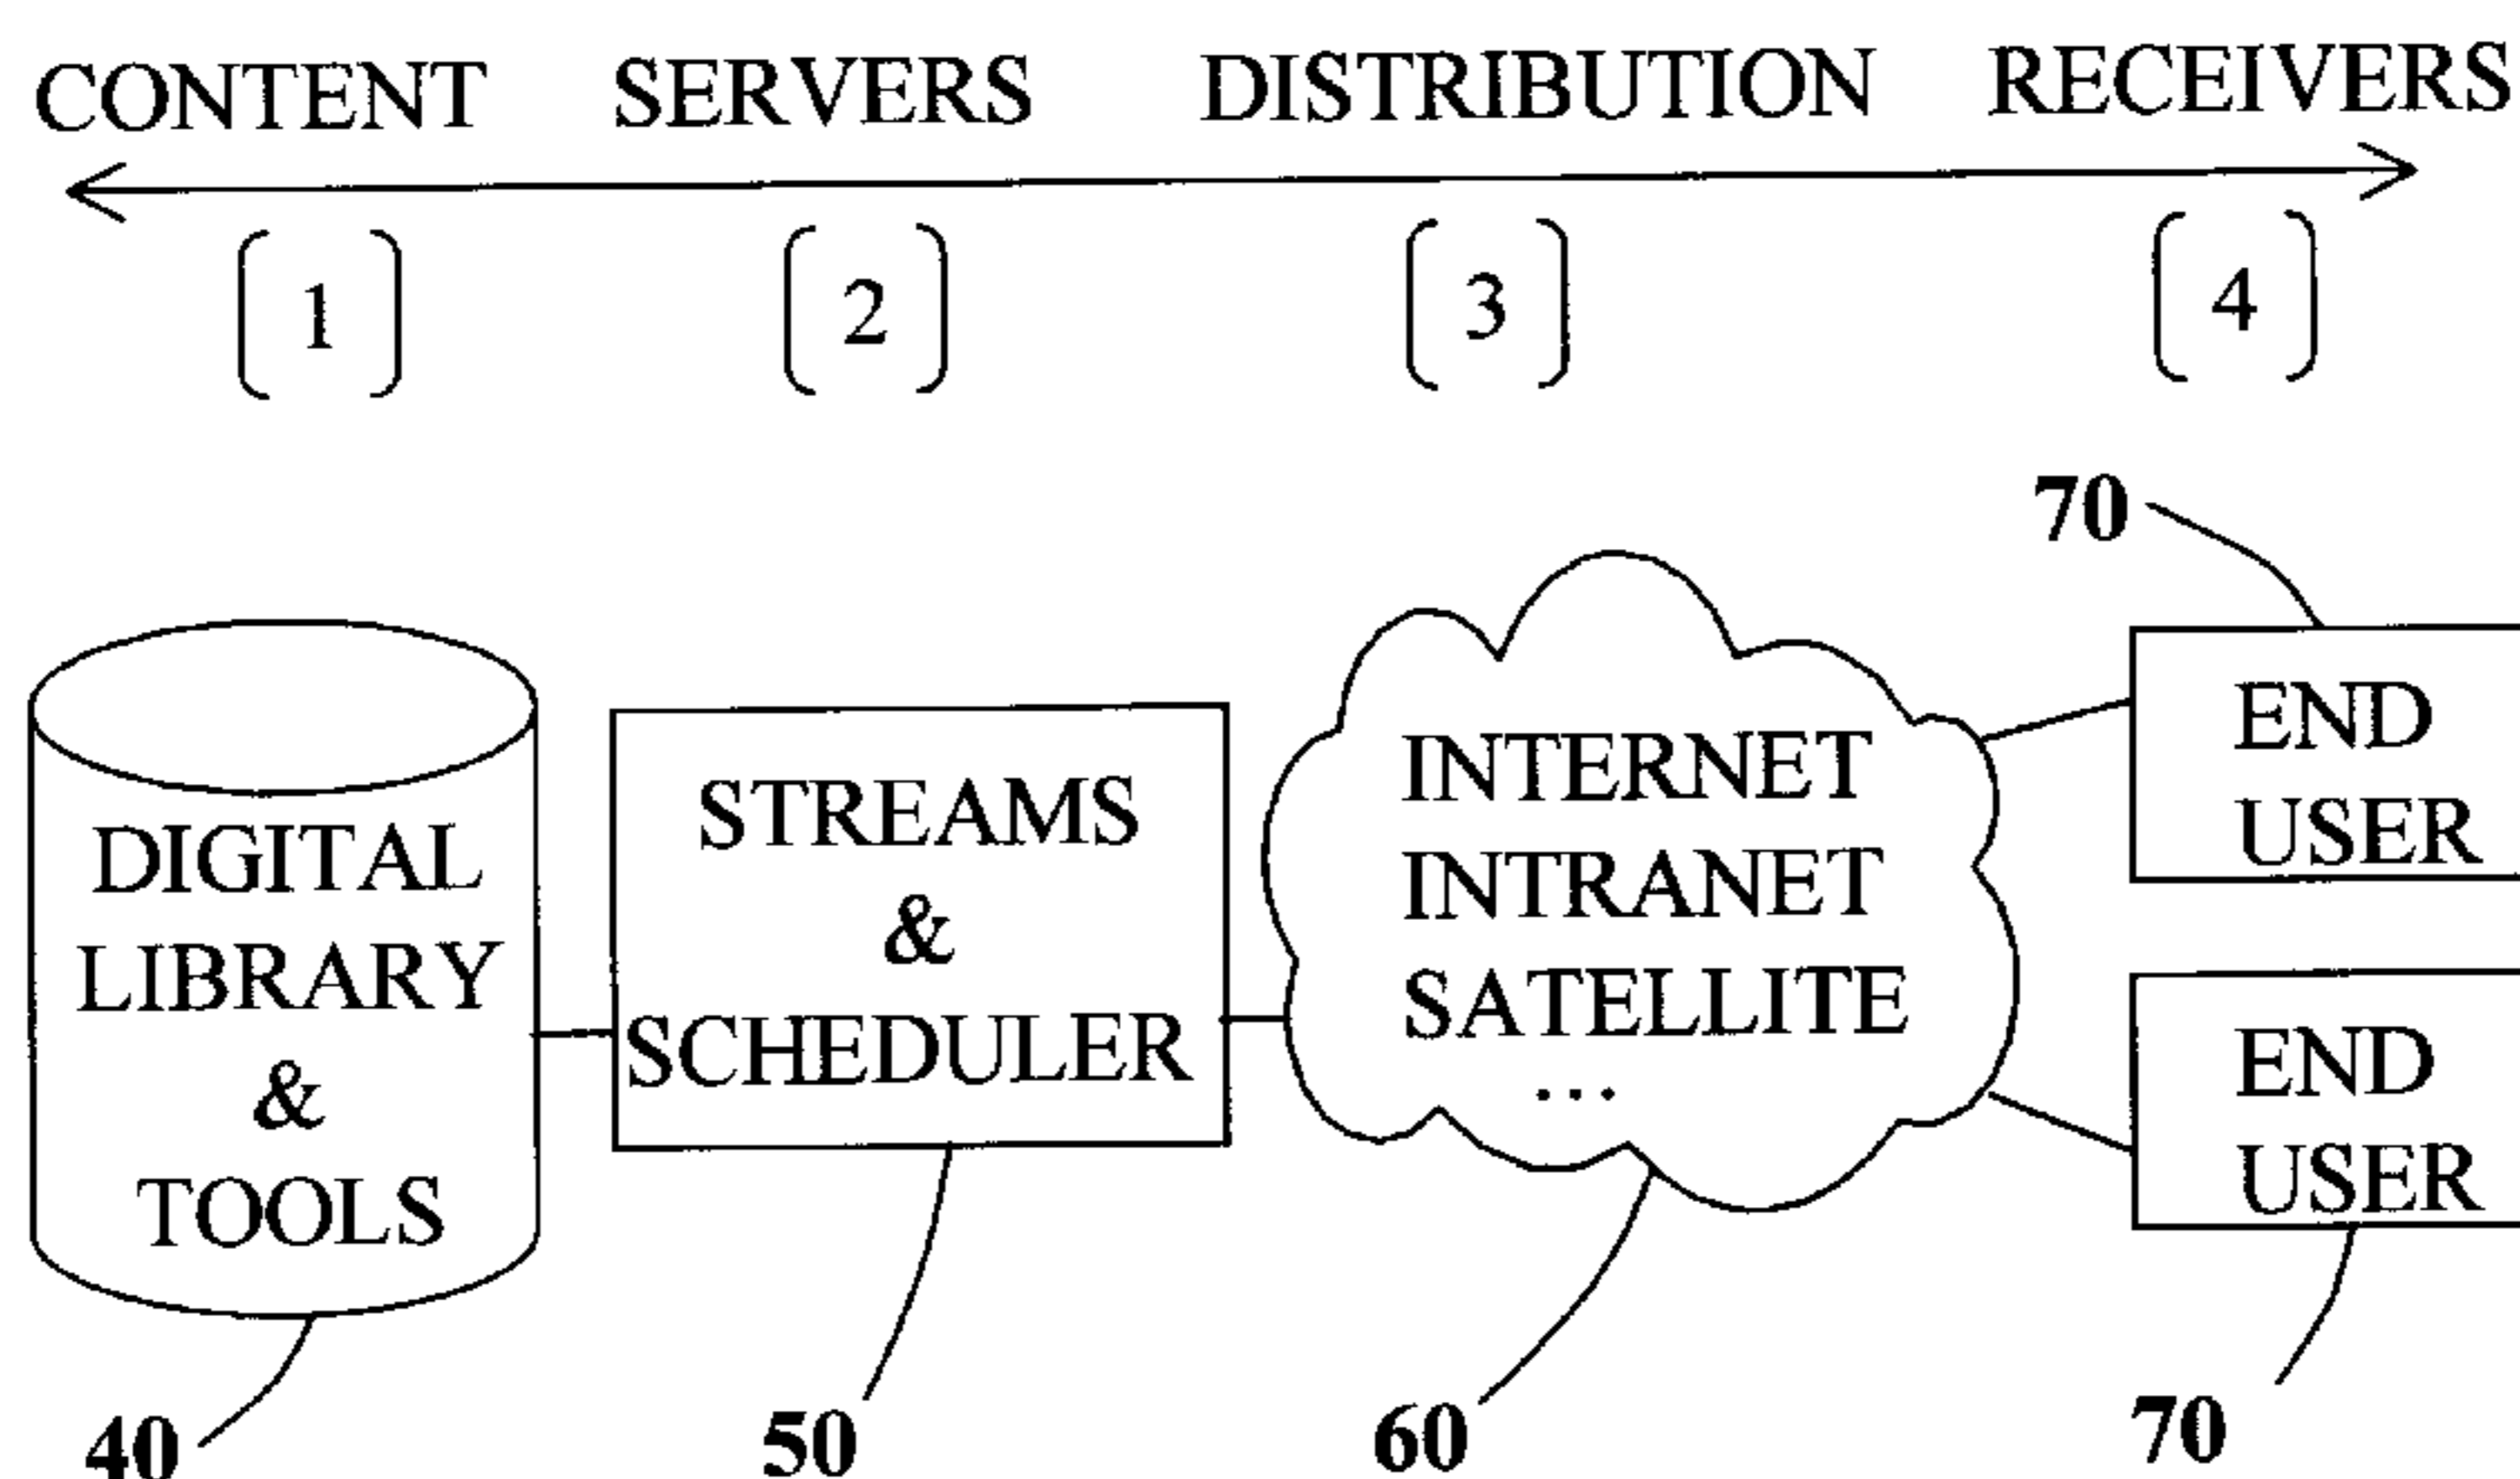 CONTENT SERVERS DISTRIBUTION RECEIVERS
1 2 3 4
70
DIGITAL
LIBRARY
&
TOOLS
STREAMS
&
SCHEDULER
INTERNET
INTRANET
SATELLITE
...
END
USER
END
USER
40 50 60 70